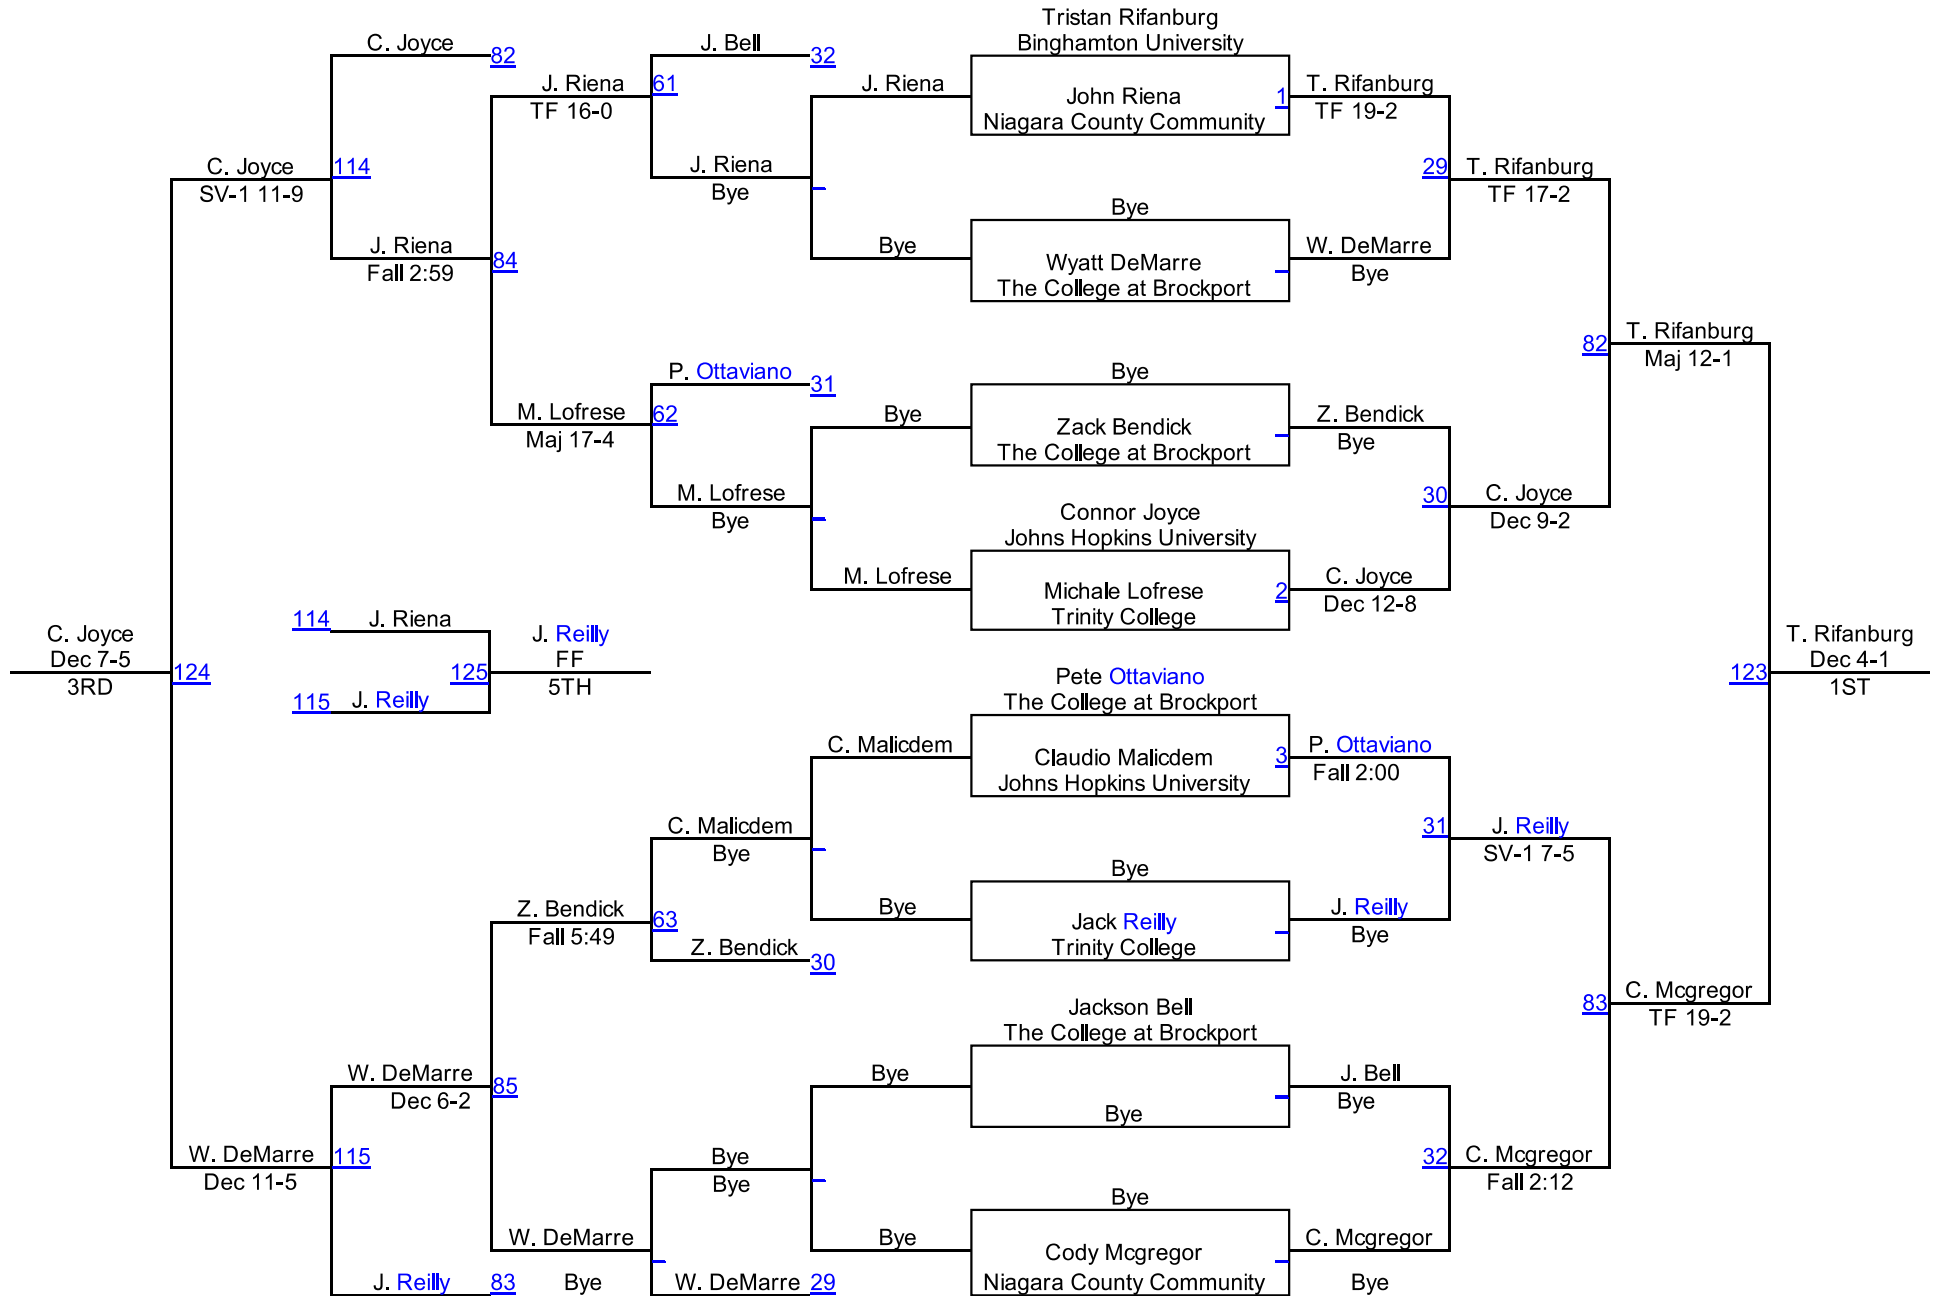 Tristan Rifanburg
C. Joyce
J. Bell
Binghamton University
82
32
J. Riena
61
J. Riena
T. Rifanburg
TF 16-0
John Riena
1
TF 19-2
Niagara County Community
C. Joyce
114
J. Riena
29
T. Rifanburg
SV-1 11-9
Bye
TF 17-2
Bye
J. Riena
84
Bye
W. DeMarre
Fall 2:59
Wyatt DeMarre
Bye
The College at Brockport
82
T. Rifanburg
Maj 12-1
P. Ottaviano
31
Bye
M. Lofrese
62
Bye
Z. Bendick
Maj 17-4
Zack Bendick
Bye
The College at Brockport
M. Lofrese
30
C. Joyce
Bye
Connor Joyce
Dec 9-2
Johns Hopkins University
M. Lofrese
C. Joyce
Michale Lofrese
2
Dec 12-8
Trinity College
114
J. Riena
C. Joyce
J. Reilly
T. Rifanburg
Dec 7-5
FF
Dec 4-1
124
125
123
3RD
5TH
1ST
115
J. Reilly
Pete Ottaviano
The College at Brockport
C. Malicdem
P. Ottaviano
Claudio Malicdem
3
Fall 2:00
Johns Hopkins University
C. Malicdem
31
J. Reilly
Bye
SV-1 7-5
Bye
Z. Bendick
63
Bye
J. Reilly
Fall 5:49
Jack Reilly
Bye
Z. Bendick
30
Trinity College
83
C. Mcgregor
Jackson Bell
TF 19-2
The College at Brockport
W. DeMarre
85
Bye
J. Bell
Dec 6-2
Bye
Bye
W. DeMarre
115
Bye
32
C. Mcgregor
Dec 11-5
Bye
Fall 2:12
Bye
W. DeMarre
Bye
C. Mcgregor
Cody Mcgregor
J. Reilly
83
Bye
W. DeMarre
29
Niagara County Community
Bye